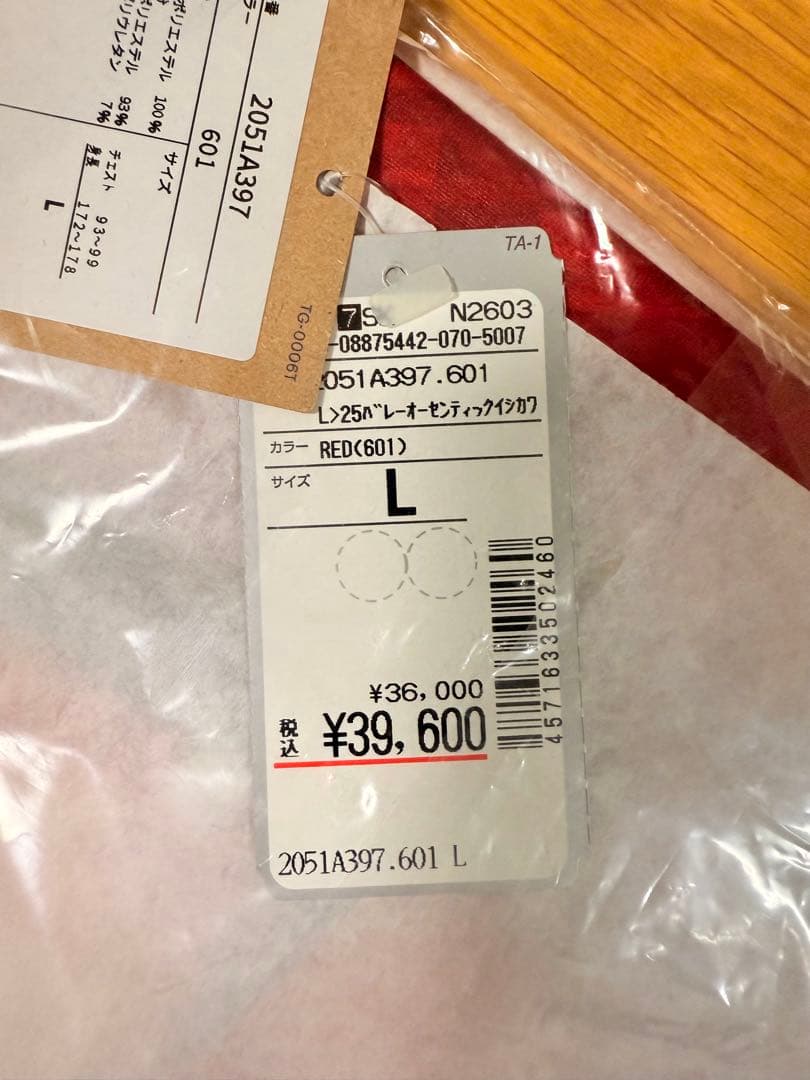 番
ラー
2051A397
601
ポリエステル 100%
ポリエステル 93%
リウレタン 7%
サイズ
チェスト 93~99
身長 172~178
L
TG-0006T
TA-1
7S N2603
-08875442-070-5007
2051A397.601
L>25バレーオーセンティックイシカワ
カラー RED(601)
サイズ
L
4571633502460
¥36,000
税込 ¥39,600
2051A397.601 L